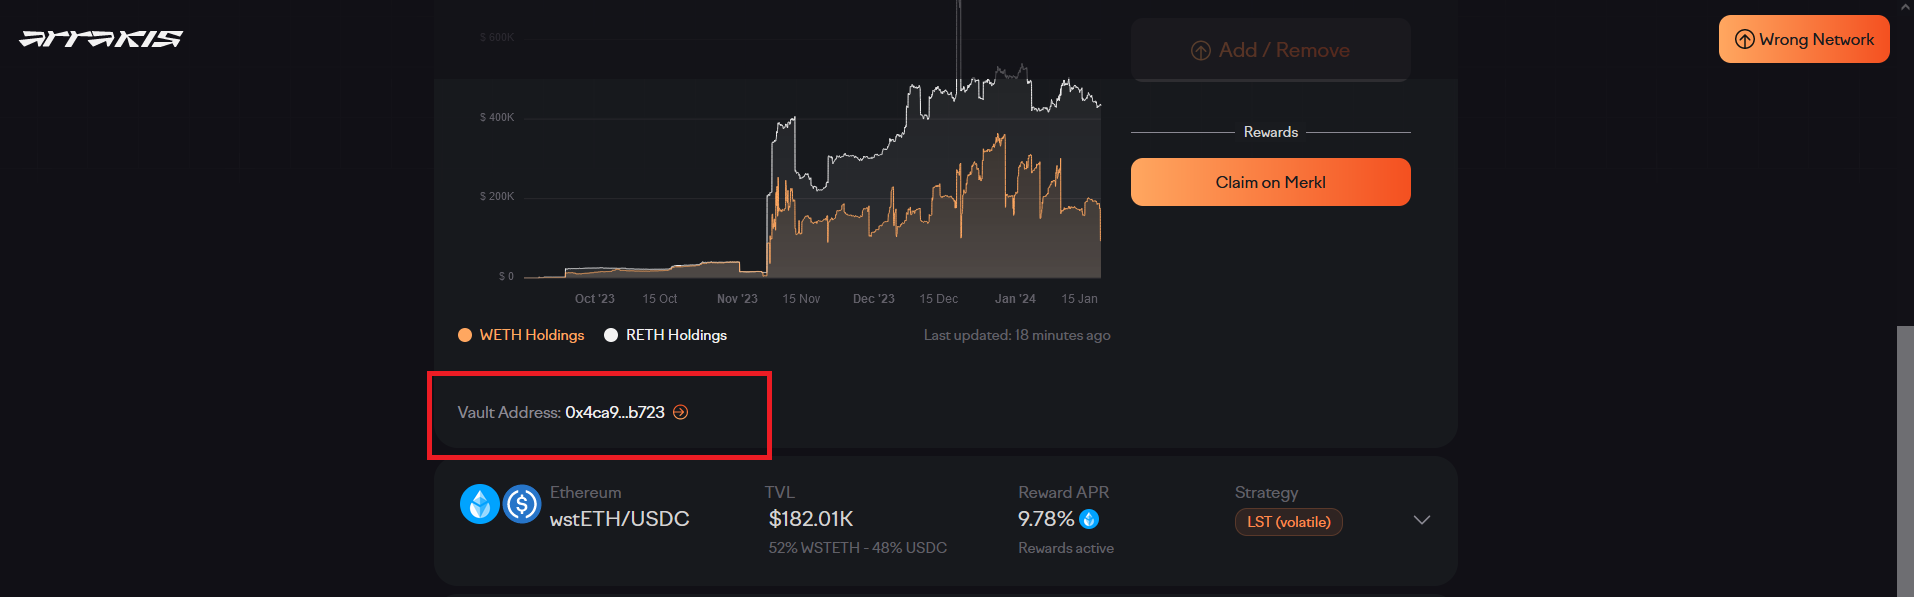 arrakis
Wrong Network
$ 600K
$ 400K
$ 200K
$ 0
Oct '23 15 Oct Nov '23 15 Nov Dec '23 15 Dec Jan '24 15 Jan
WETH Holdings RETH Holdings
Last updated: 18 minutes ago
Vault Address: 0x4ca9...b723
Add / Remove
Rewards
Claim on Merkl
Ethereum
wstETH/USDC
TVL
$182.01K
52% WSTETH - 48% USDC
Reward APR
9.78%
Rewards active
Strategy
LST (volatile)